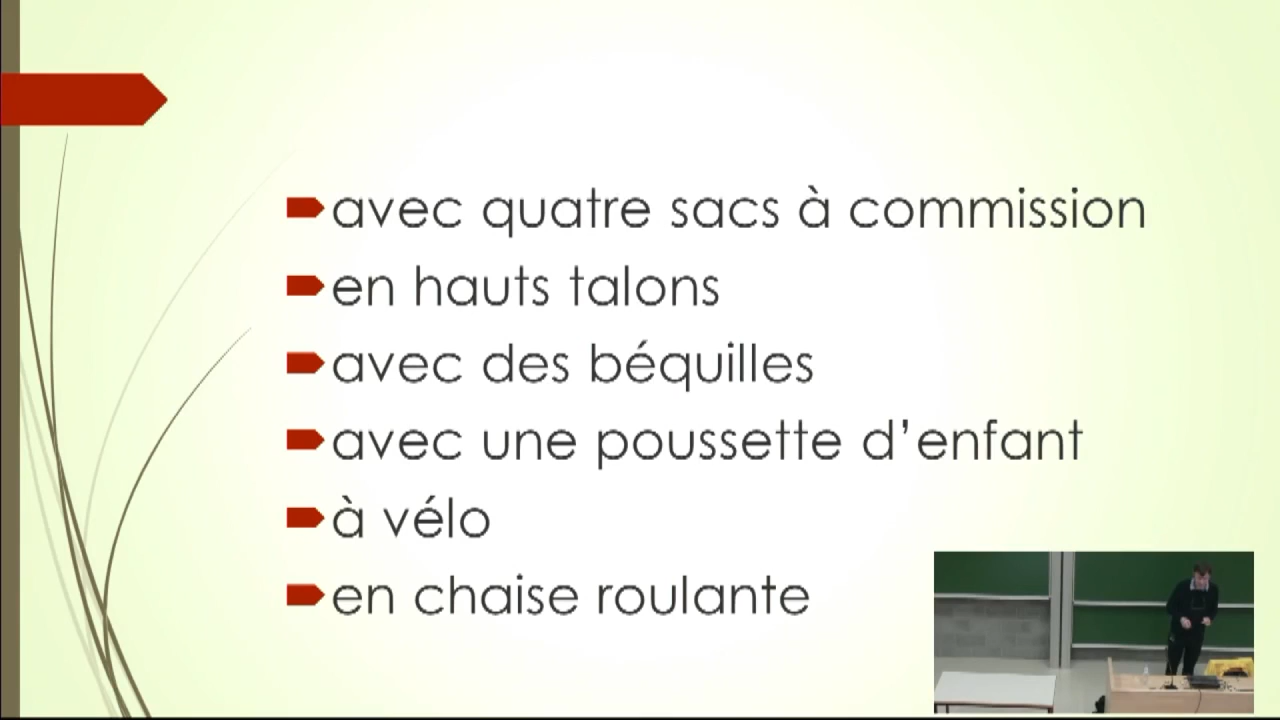 avec quatre sacs à commission
en hauts talons
avec des béquilles
avec une poussette d’enfant
à vélo
en chaise roulante